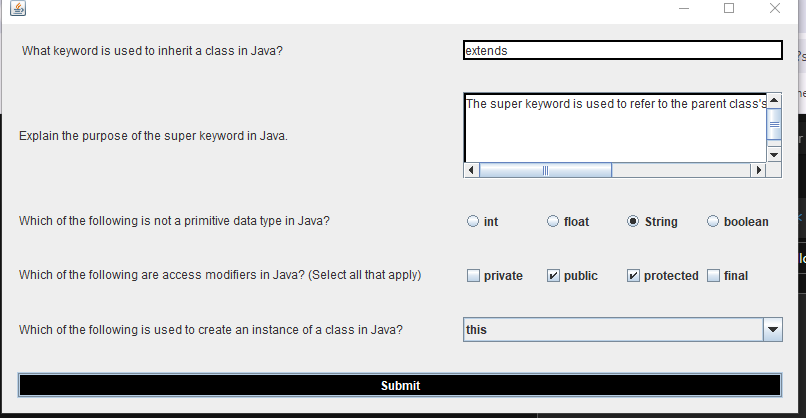 What keyword is used to inherit a class in Java? extends
The super keyword is used to refer to the parent class's
Explain the purpose of the super keyword in Java.
Which of the following is not a primitive data type in Java? int float String boolean
Which of the following are access modifiers in Java? (Select all that apply) private public protected final
Which of the following is used to create an instance of a class in Java? this
Submit